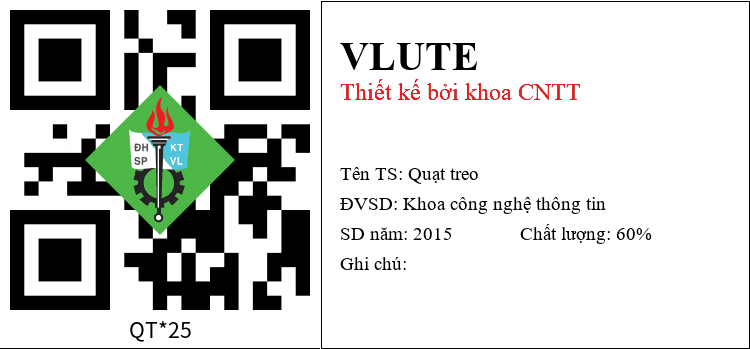 ĐH KT
SP VL
QT*25
VLUTE
Thiết kế bởi khoa CNTT
Tên TS: Quạt treo
ĐVSD: Khoa công nghệ thông tin
SD năm: 2015 Chất lượng: 60%
Ghi chú: